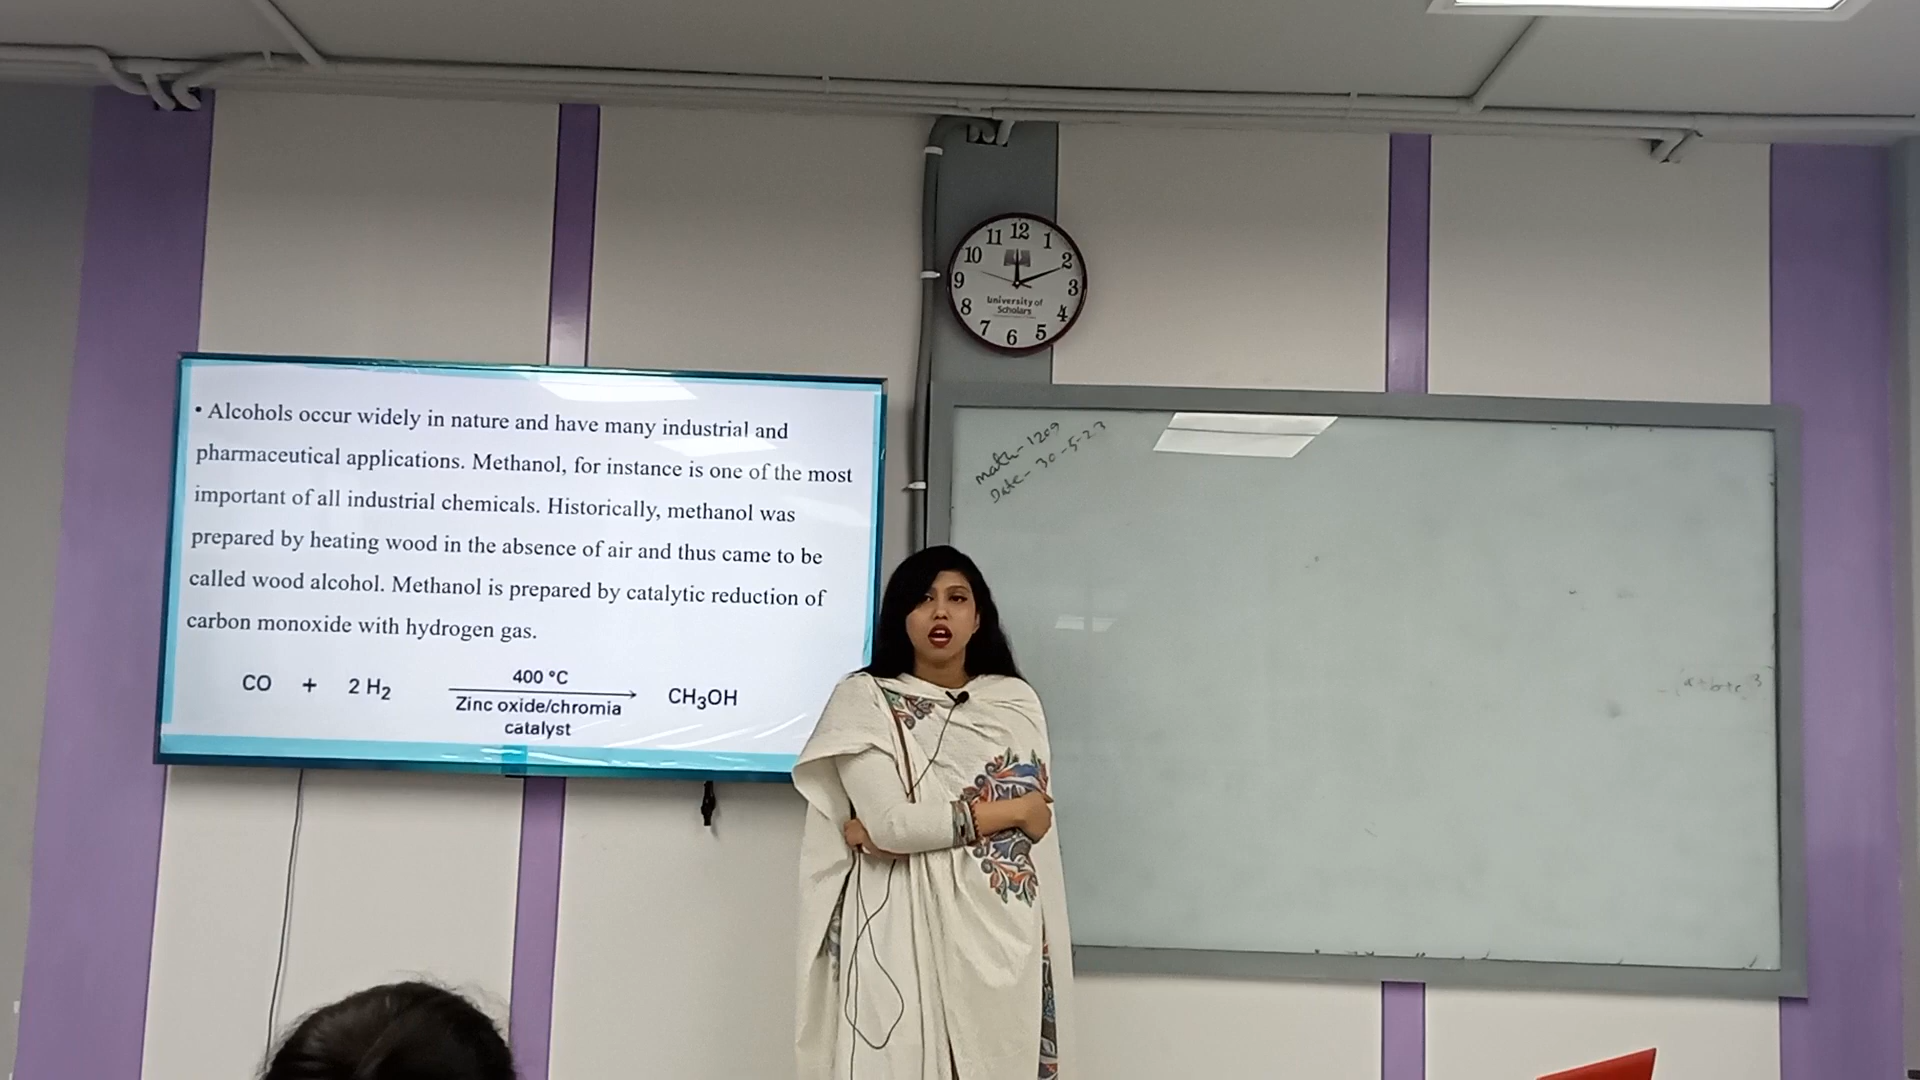 • Alcohols occur widely in nature and have many industrial and
pharmaceutical applications. Methanol, for instance is one of the most
important of all industrial chemicals. Historically, methanol was
prepared by heating wood in the absence of air and thus came to be
called wood alcohol. Methanol is prepared by catalytic reduction of
carbon monoxide with hydrogen gas.
CO + 2 H₂ 400 °C CH₃OH
Zinc oxide/chromia
catalyst
11 12 1
10 2
9 3
8 4
7 6 5
University of
Scholars
Math-1209
Date- 30-5-23